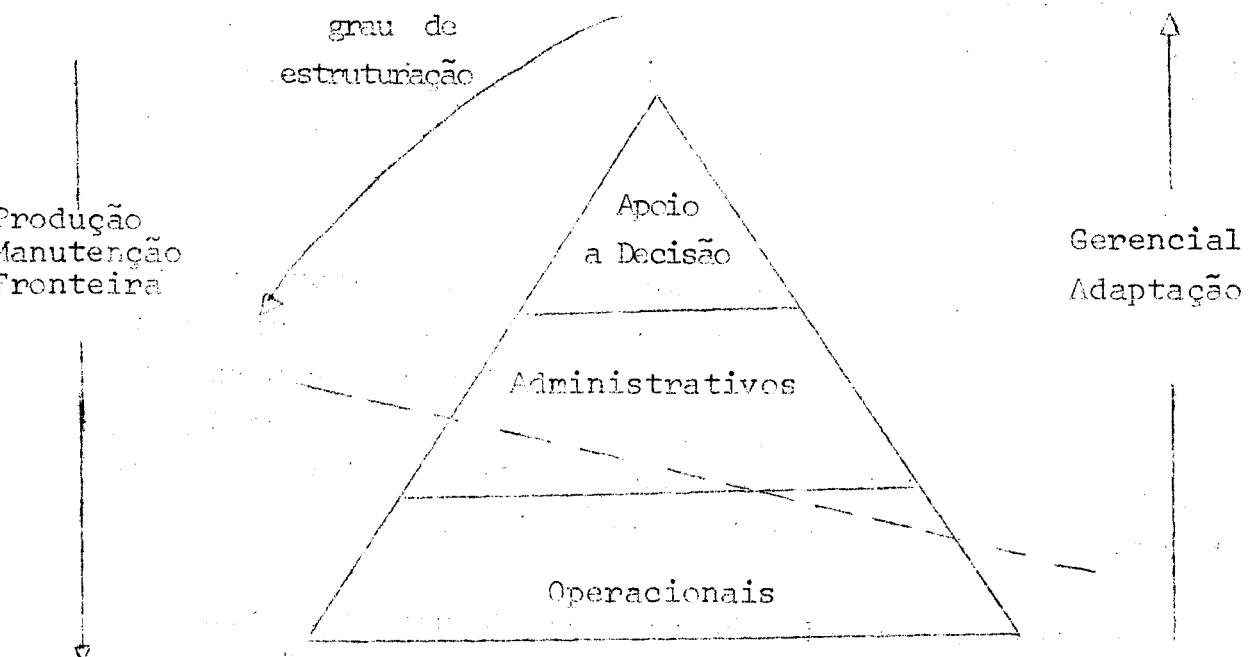 grau de
estruturação
Apoio
a Decisão
Produção
Manutenção
Fronteira
Gerencial
Adaptação
Administrativos
Operacionais